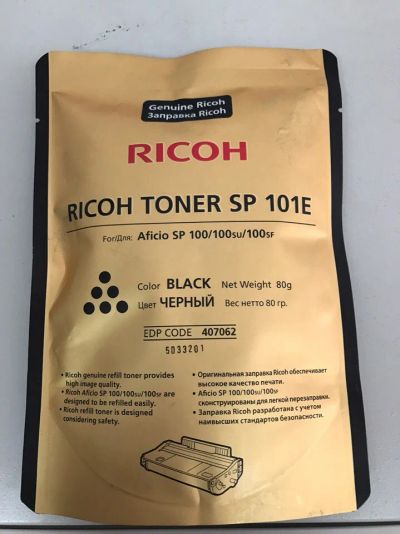 Genuine Ricoh
Заправка Ricoh
RICOH
RICOH TONER SP 101E
For/Для: Aficio SP 100/100SU/100SF
Color BLACK Net Weight 80g
Цвет ЧЕРНЫЙ Вес нетто 80 гр.
EDP CODE 407062
5D33201
• Ricoh genuine refill toner provides
high image quality.
• Ricoh Aficio SP 100/100SU/100SF are
designed to be refilled easily.
• Ricoh refill toner is designed
considering safety.
• Оригинальная заправка Ricoh обеспечивает
высокое качество печати.
• Aficio SP 100/100SU/100SF
сконструированы для легкой перезаправки.
• Заправка Ricoh разработана с учетом
наивысших стандартов безопасности.